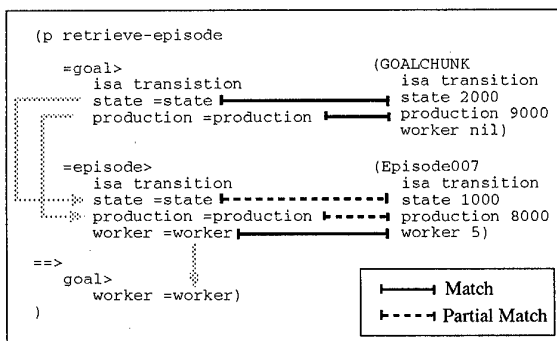 (p retrieve-episode
=goal> (GOALCHUNK
isa transistion isa transition
state =state state 2000
production =production production 9000
worker nil)
=episode> (Episode007
isa transition isa transition
state =state state 1000
production =production production 8000
worker =worker worker 5)
==>
goal>
worker =worker)
)
Match
Partial Match